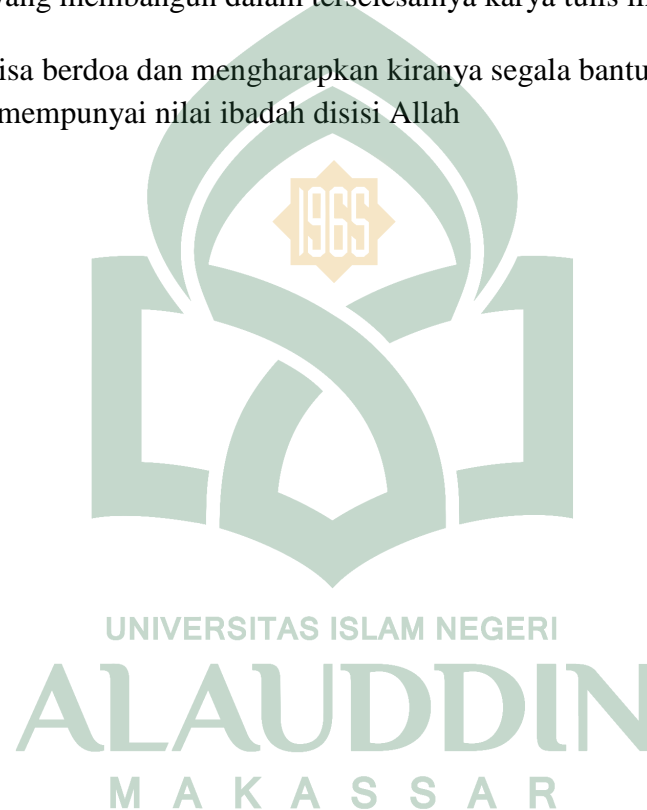 yang membangun dalam terselesainya karya tulis
isa berdoa dan mengharapkan kiranya segala bantu
mempunyai nilai ibadah disisi Allah
1965
UNIVERSITAS ISLAM NEGERI
ALAUDDIN
MAKASSAR